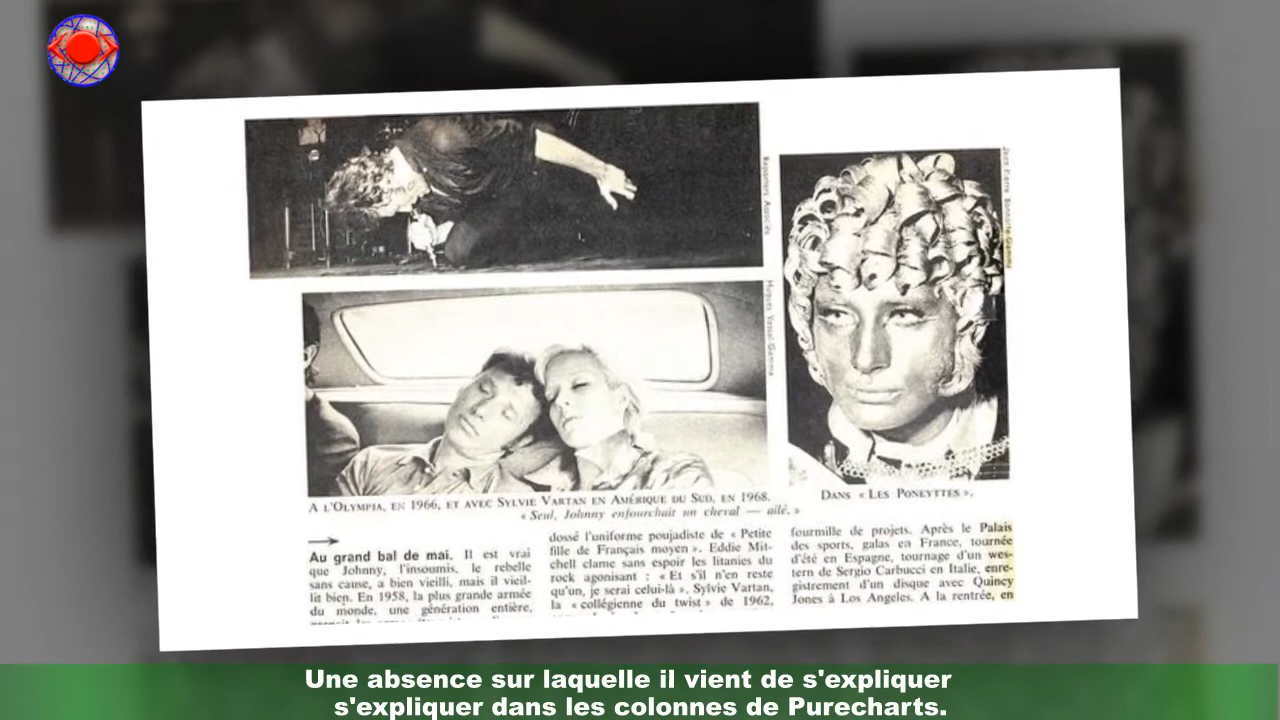 Reporters Associés
Hugues Vassal-Gamma
A L'OLYMPIA, EN 1966, ET AVEC SYLVIE VARTAN EN AMÉRIQUE DU SUD, EN 1968.
« Seul, Johnny enfourchait un cheval — ailé. »
DANS « LES PONEYTTES ».
Au grand bal de mai. Il est vrai
que Johnny, l'insoumis, le rebelle
sans cause, a bien vieilli, mais il vieil-
lit bien. En 1958, la plus grande armée
du monde, une génération entière,
dossé l'uniforme poujadiste de « Petite
fille de Français moyen ». Eddie Mit-
chell clame sans espoir les litanies du
rock agonisant : « Et s'il n'en reste
qu'un, je serai celui-là ». Sylvie Vartan,
la « collégienne du twist » de 1962,
fourmille de projets. Après le Palais
des sports, galas en France, tournée
d'été en Espagne, tournage d'un wes-
tern de Sergio Carbucci en Italie, enre-
gistrement d'un disque avec Quincy
Jones à Los Angeles. A la rentrée, en
Une absence sur laquelle il vient de s'expliquer
s'expliquer dans les colonnes de Purecharts.